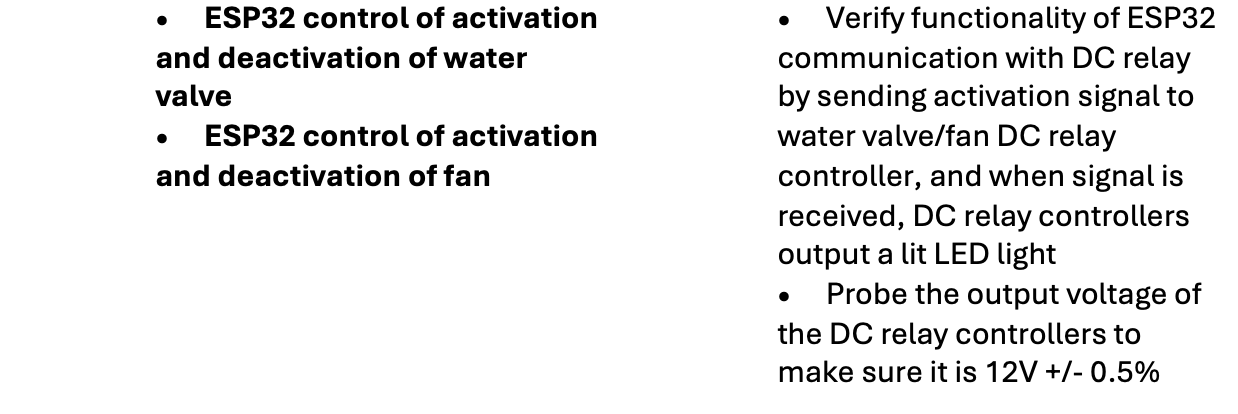 • ESP32 control of activation
and deactivation of water
valve
• ESP32 control of activation
and deactivation of fan
• Verify functionality of ESP32
communication with DC relay
by sending activation signal to
water valve/fan DC relay
controller, and when signal is
received, DC relay controllers
output a lit LED light
• Probe the output voltage of
the DC relay controllers to
make sure it is 12V +/- 0.5%